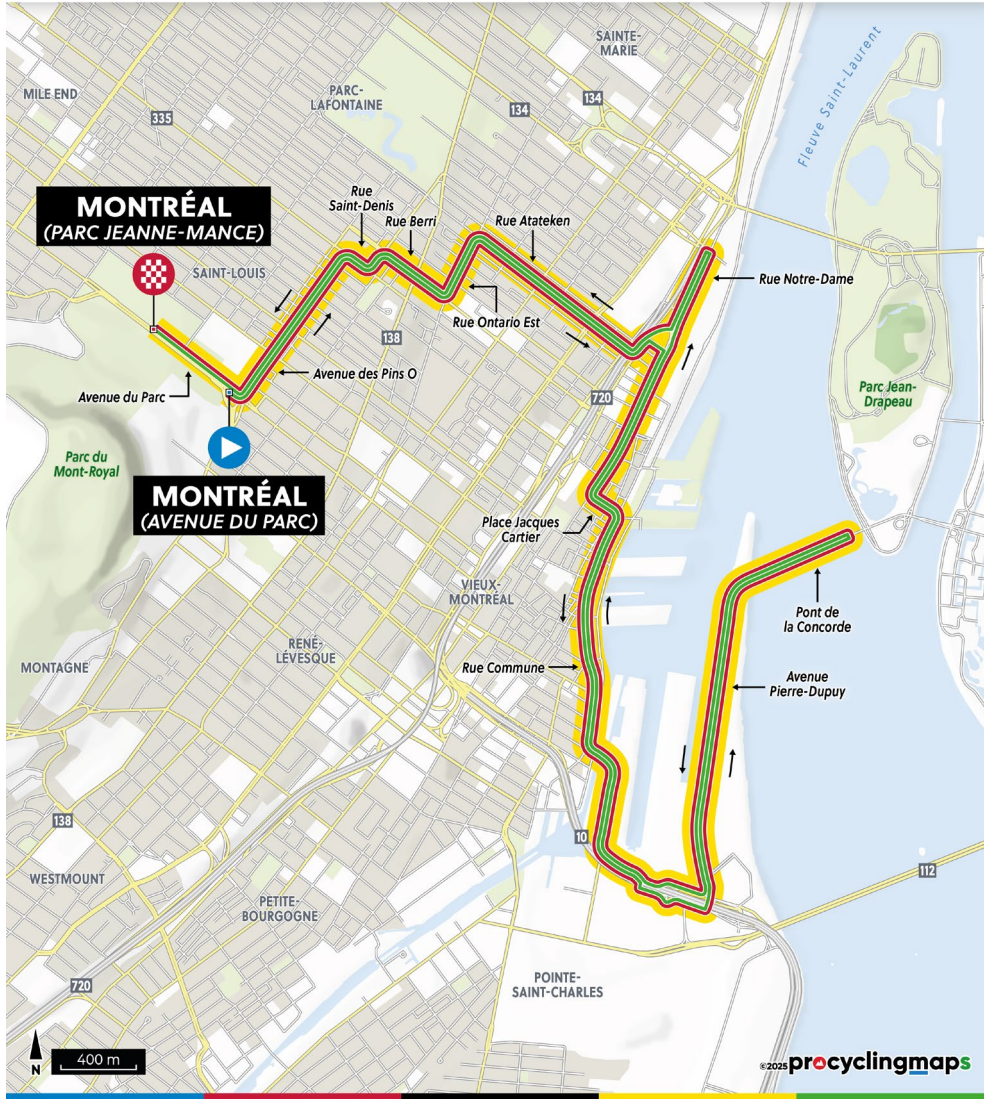 SAINTE-
MARIE
MILE END
PARC-
LAFONTAINE
134
134
335
Fleuve Saint-Laurent
MONTRÉAL
(PARC JEANNE-MANCE)
Rue
Saint-Denis
Rue Berri
Rue Atateken
SAINT-LOUIS
Rue Notre-Dame
Rue Ontario Est
138
Avenue des Pins O
Avenue du Parc
720
Parc Jean-
Drapeau
Parc du
Mont-Royal
MONTRÉAL
(AVENUE DU PARC)
Place Jacques
Cartier
VIEUX-
MONTRÉAL
Pont de
la Concorde
RENÉ-
LÉVESQUE
MONTAGNE
Rue Commune
Avenue
Pierre-Dupuy
138
10
112
WESTMOUNT
PETITE-
BOURGOGNE
720
POINTE-
SAINT-CHARLES
N
400 m
©2025 procyclingmaps